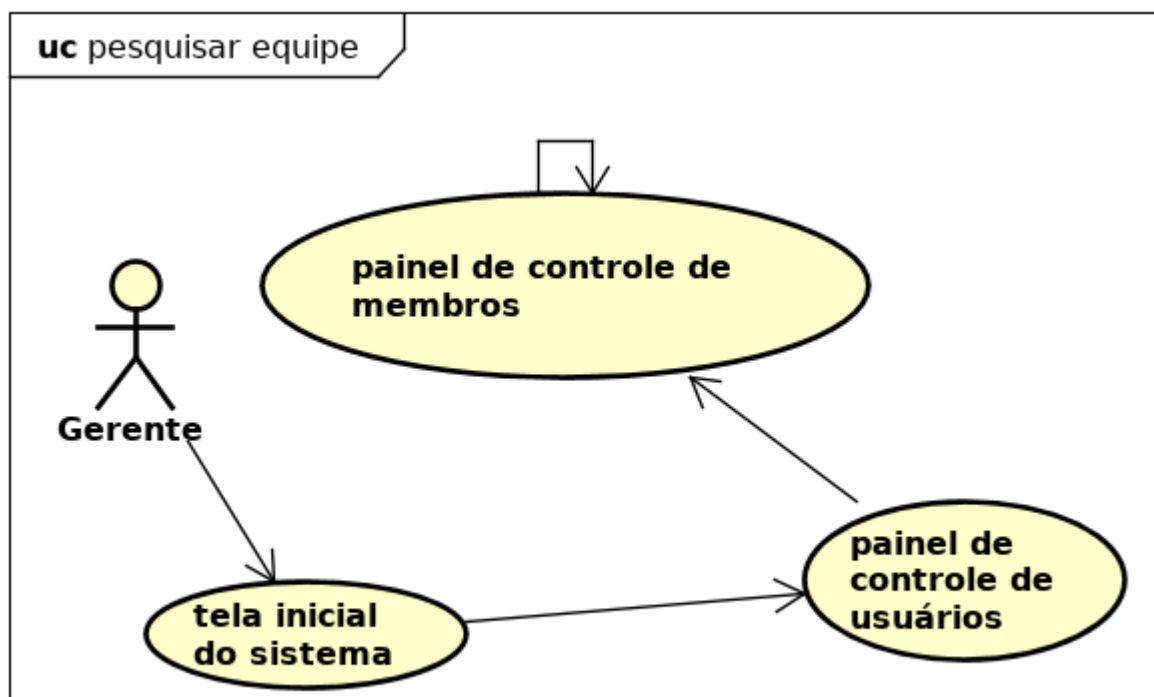 uc pesquisar equipe
painel de controle de
membros
Gerente
tela inicial
do sistema
painel de
controle de
usuários